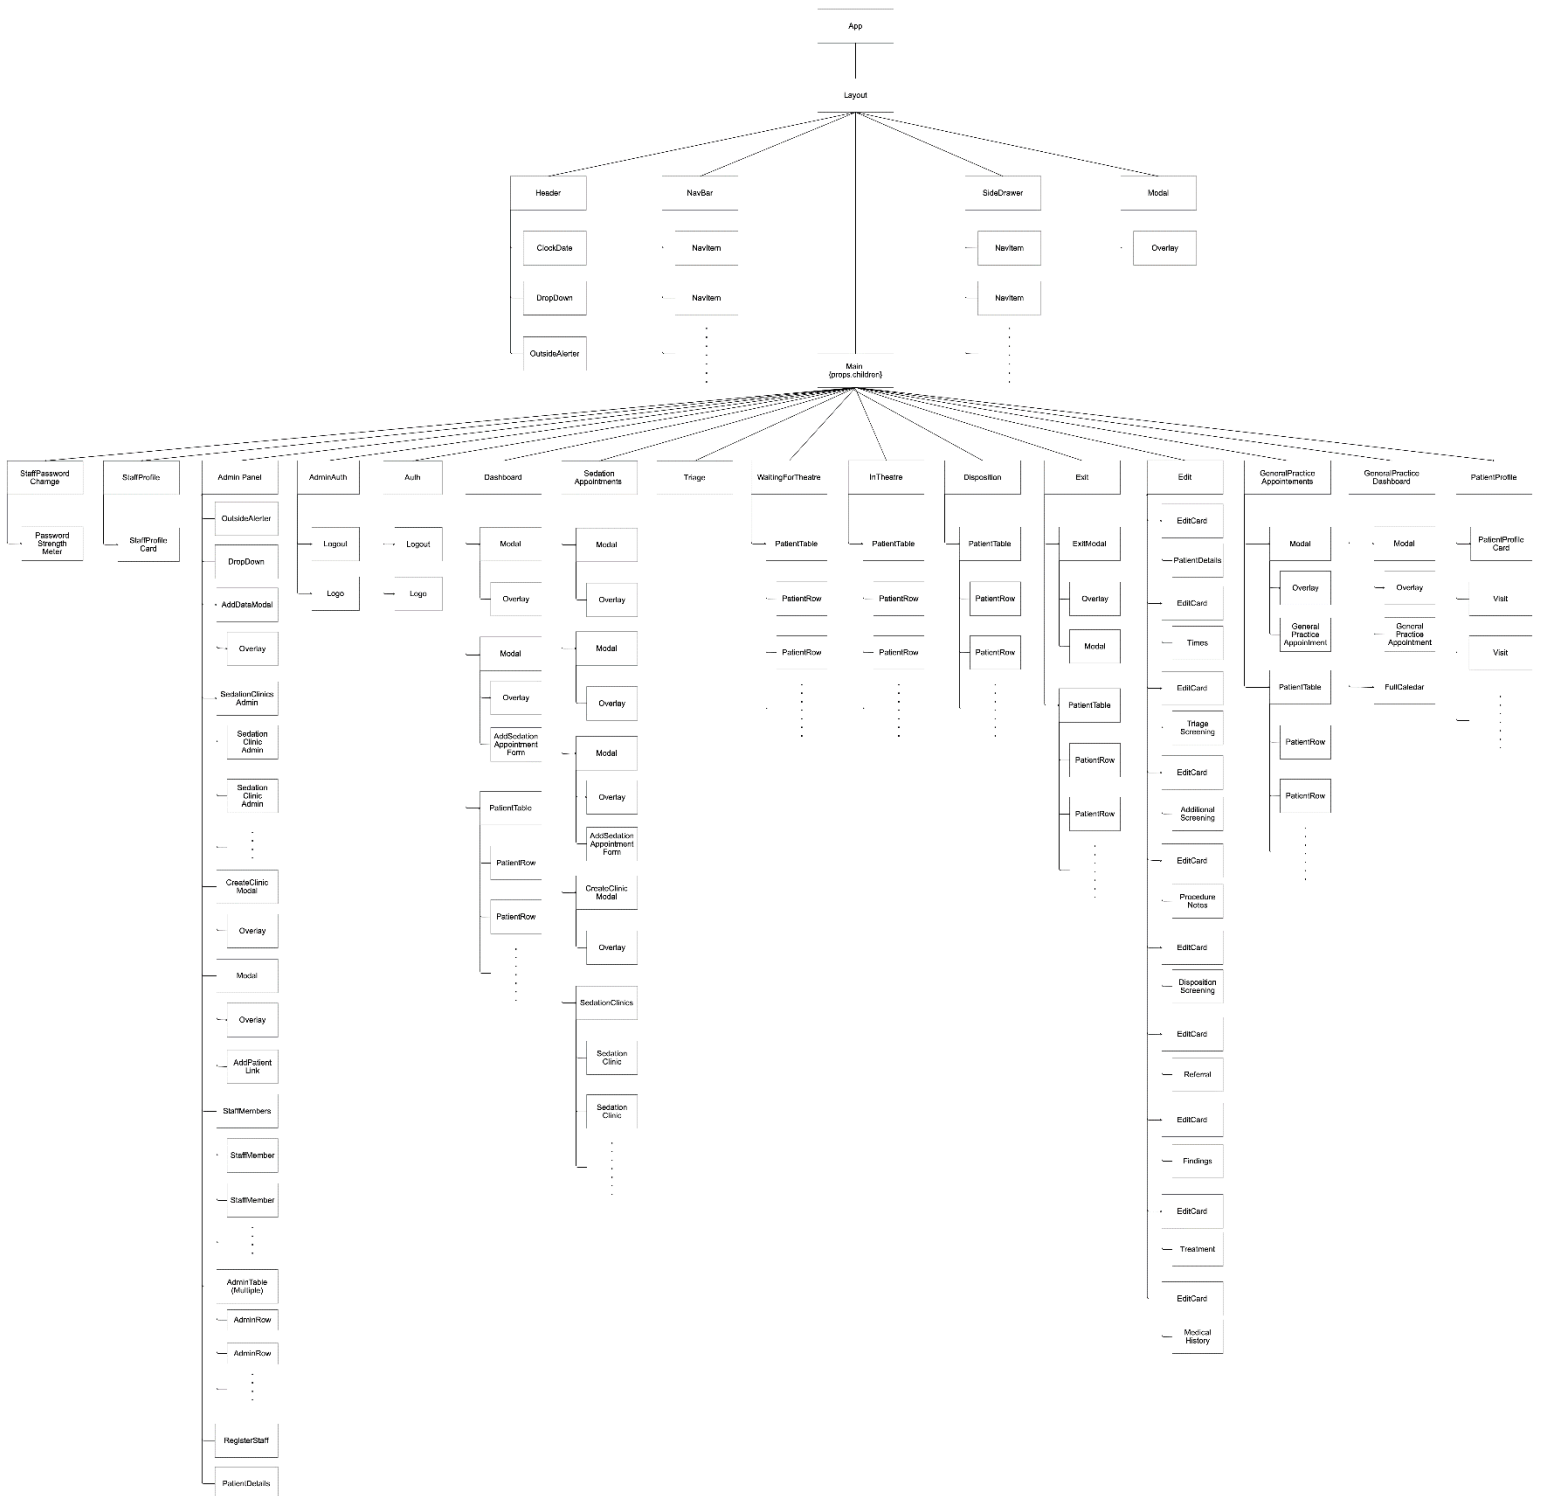 App
Layout
Header
NavBar
SideDrawer
Modal
ClockDate
NavItem
NavItem
Overlay
DropDown
NavItem
NavItem
OutsideAlerter
Main
{props.children}
StaffPassword
Change
StaffProfile
Admin Panel
AdminAuth
Auth
Dashboard
Sedation
Appointments
Triage
WaitingForTheatre
InTheatre
Disposition
Exit
Edit
GeneralPractice
Appointements
GeneralPractice
Dashboard
PatientProfile
Password
Strength
Meter
StaffProfile
Card
OutsideAlerter
DropDown
AddDataModal
Overlay
SedationClinics
Admin
Sedation
Clinic
Admin
Sedation
Clinic
Admin
CreateClinic
Modal
Overlay
Modal
Overlay
AddPatient
Link
StaffMembers
StaffMember
StaffMember
AdminTable
(Multiple)
AdminRow
AdminRow
RegisterStaff
PatientDetails
Logout
Logo
Logout
Logo
Modal
Overlay
Modal
Overlay
AddSedation
Appointment
Form
PatientTable
PatientRow
PatientRow
Modal
Overlay
Modal
Overlay
Modal
Overlay
AddSedation
Appointment
Form
CreateClinic
Modal
Overlay
SedationClinics
Sedation
Clinic
Sedation
Clinic
PatientTable
PatientRow
PatientRow
PatientTable
PatientRow
PatientRow
PatientTable
PatientRow
PatientRow
ExitModal
Overlay
Modal
PatientTable
PatientRow
PatientRow
EditCard
PatientDetails
EditCard
Times
EditCard
Triage
Screening
EditCard
Additional
Screening
EditCard
Procedure
Notes
EditCard
Disposition
Screening
EditCard
Referral
EditCard
Findings
EditCard
Treatment
EditCard
Medical
History
Modal
Overlay
General
Practice
Appointment
PatientTable
PatientRow
PatientRow
Modal
Overlay
General
Practice
Appointment
FullCaledar
PatientProfile
Card
Visit
Visit